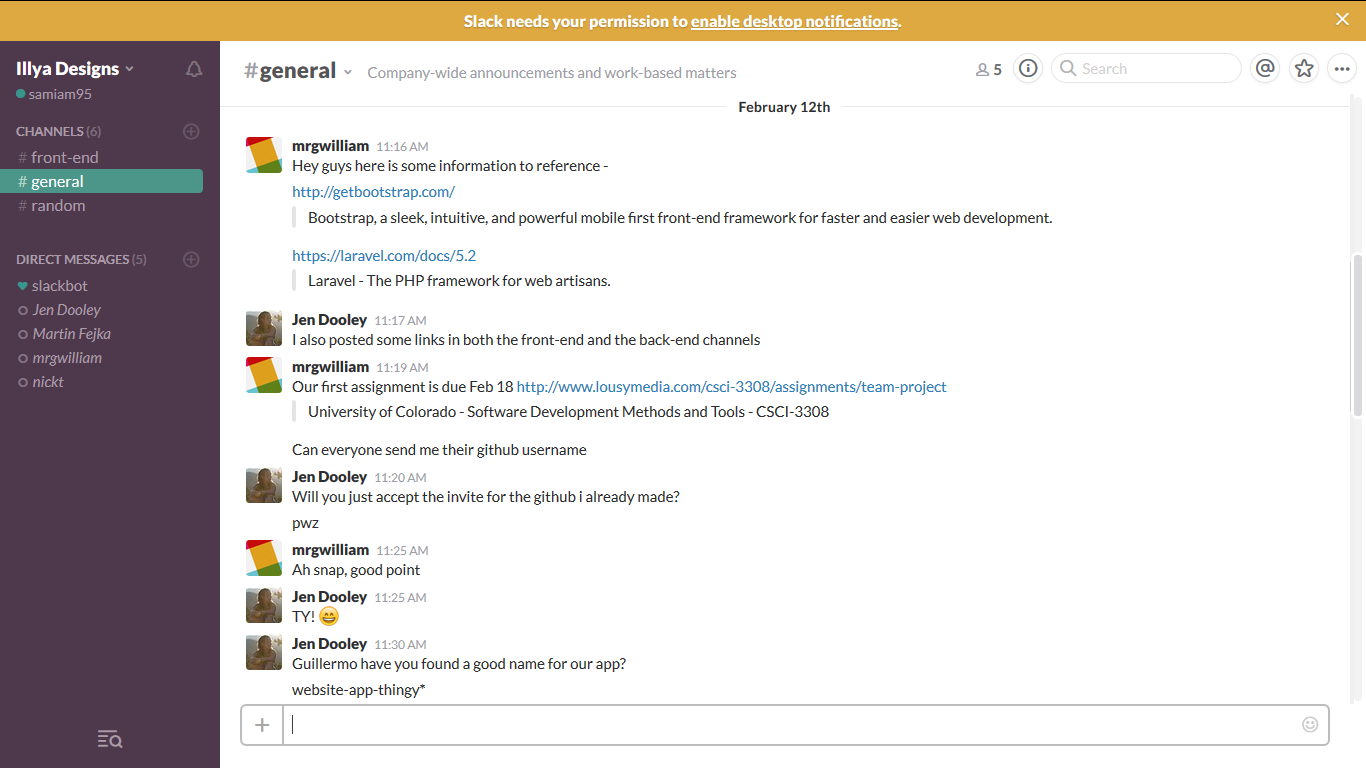 Slack needs your permission to enable desktop notifications.
Illya Designs
samiam95
CHANNELS (6)
# front-end
# general
# random
DIRECT MESSAGES (5)
slackbot
Jen Dooley
Martin Fejka
mrgwilliam
nickt
#general
Company-wide announcements and work-based matters
5
Search
February 12th
mrgwilliam 11:16 AM
Hey guys here is some information to reference -
http://getbootstrap.com/
Bootstrap, a sleek, intuitive, and powerful mobile first front-end framework for faster and easier web development.
https://laravel.com/docs/5.2
Laravel - The PHP framework for web artisans.
Jen Dooley 11:17 AM
I also posted some links in both the front-end and the back-end channels
mrgwilliam 11:19 AM
Our first assignment is due Feb 18 http://www.lousymedia.com/csci-3308/assignments/team-project
University of Colorado - Software Development Methods and Tools - CSCI-3308
Can everyone send me their github username
Jen Dooley 11:20 AM
Will you just accept the invite for the github i already made?
pwz
mrgwilliam 11:25 AM
Ah snap, good point
Jen Dooley 11:25 AM
TY! 😄
Jen Dooley 11:30 AM
Guillermo have you found a good name for our app?
website-app-thingy*